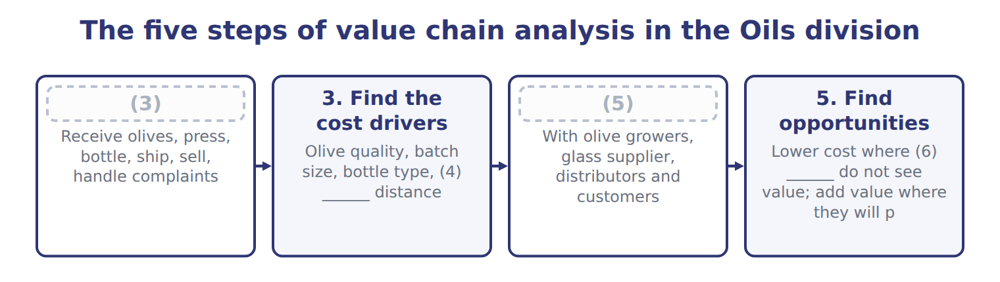 The five steps of value chain analysis in the Oils division
(3)
Receive olives, press,
bottle, ship, sell,
handle complaints
3. Find the
cost drivers
Olive quality, batch
size, bottle type, (4)
______ distance
(5)
With olive growers,
glass supplier,
distributors and
customers
5. Find
opportunities
Lower cost where (6)
______ do not see
value; add value where
they will p